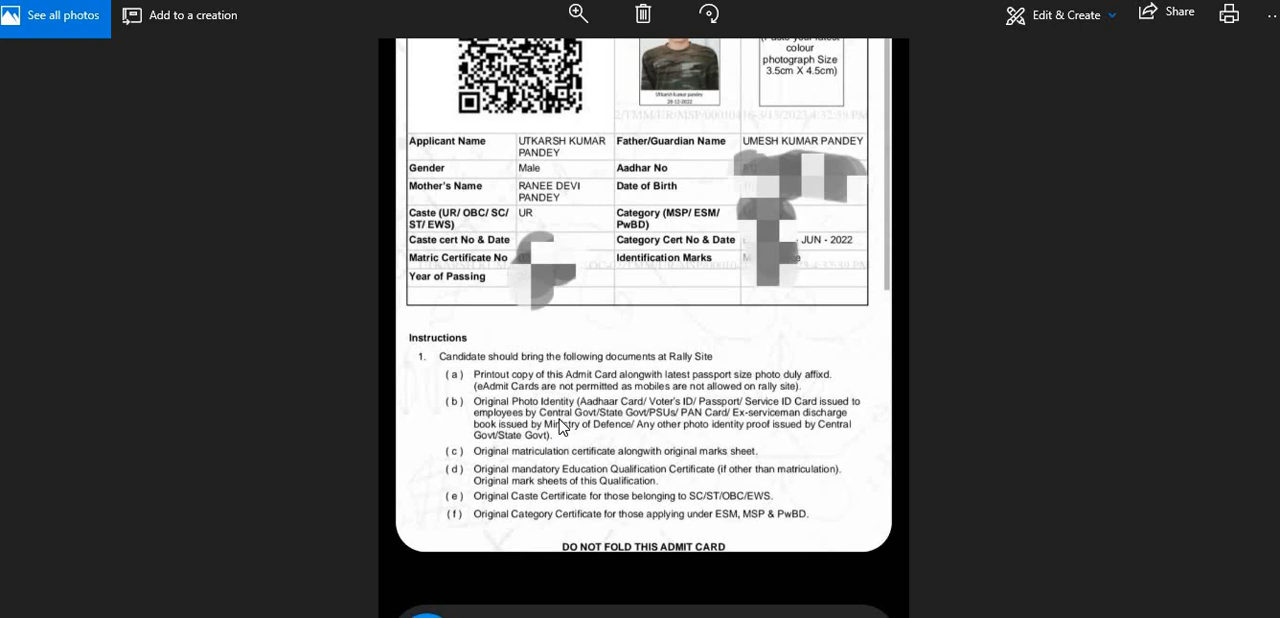 See all photos
Add to a creation
Edit & Create
Share
colour
photograph Size
3.5cm X 4.5cm)
Applicant Name UTKARSH KUMAR PANDEY Father/Guardian Name UMESH KUMAR PANDEY
Gender Male Aadhar No
Mother's Name RANEE DEVI PANDEY Date of Birth
Caste (UR/ OBC/ SC/ ST/ EWS) UR Category (MSP/ ESM/ PwBD)
Caste cert No & Date Category Cert No & Date JUN - 2022
Matric Certificate No Identification Marks
Year of Passing
Instructions
1. Candidate should bring the following documents at Rally Site
(a) Printout copy of this Admit Card alongwith latest passport size photo duly affixd.
(eAdmit Cards are not permitted as mobiles are not allowed on rally site).
(b) Original Photo Identity (Aadhaar Card/ Voter's ID/ Passport/ Service ID Card issued to
employees by Central Govt/State Govt/PSUs/ PAN Card/ Ex-serviceman discharge
book issued by Ministry of Defence/ Any other photo identity proof issued by Central
Govt/State Govt).
(c) Original matriculation certificate alongwith original marks sheet.
(d) Original mandatory Education Qualification Certificate (if other than matriculation).
Original mark sheets of this Qualification.
(e) Original Caste Certificate for those belonging to SC/ST/OBC/EWS.
(f) Original Category Certificate for those applying under ESM, MSP & PwBD.
DO NOT FOLD THIS ADMIT CARD